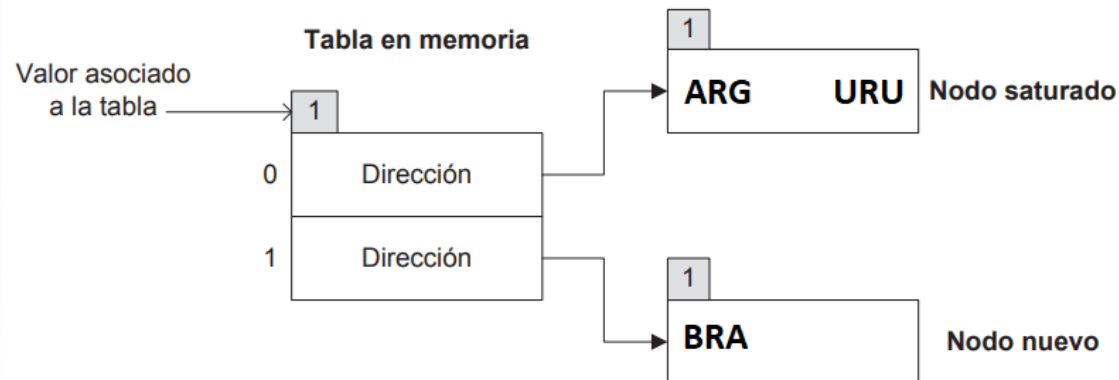 Tabla en memoria
Valor asociado
a la tabla
1
0 Dirección
1 Dirección
1
ARG URU
Nodo saturado
1
BRA
Nodo nuevo